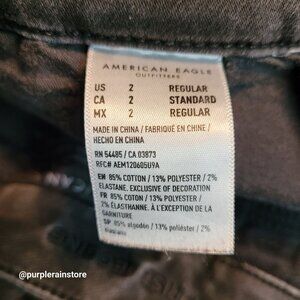 AMERICAN EAGLE
OUTFITTERS
US 2 REGULAR
CA 2 STANDARD
MX 2 REGULAR
MADE IN CHINA / FABRIQUÉ EN CHINE /
HECHO EN CHINA
RN 54485 / CA 03873
RFC# AEM120605U9A
EN 85% COTTON / 13% POLYESTER / 2%
ELASTANE. EXCLUSIVE OF DECORATION
FR 85% COTON / 13% POLYESTER /
2% ÉLASTHANNE. À L'EXCEPTION DE LA
GARNITURE
SP 85% algodón / 13% poliéster / 2%
@purplerainstore